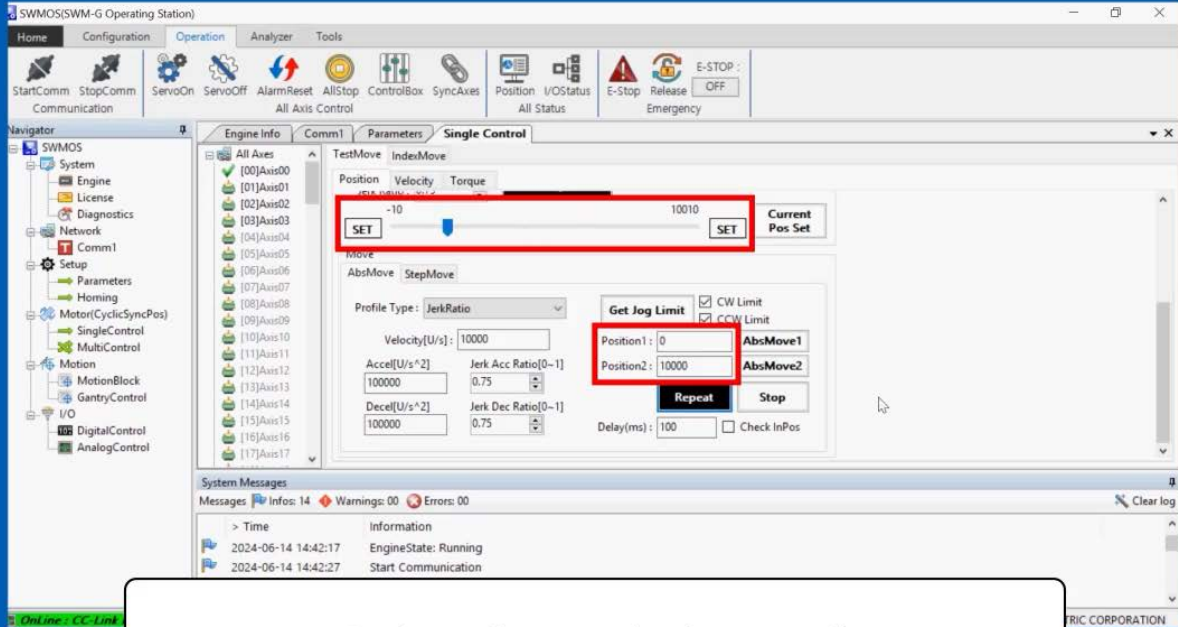 SWMOS(SWM-G Operating Station)
Home Configuration Operation Analyzer Tools
StartComm StopComm ServoOn ServoOff AlarmReset AllStop ControlBox SyncAxes Position I/OStatus E-Stop Release E-STOP : OFF
Communication All Axis Control All Status Emergency
Navigator
SWMOS
System
Engine
License
Diagnostics
Network
Comm1
Setup
Parameters
Homing
Motor(CyclicSyncPos)
SingleControl
MultiControl
Motion
MotionBlock
GantryControl
I/O
DigitalControl
AnalogControl
Engine Info Comm1 Parameters Single Control
All Axes
[00]Axis00
[01]Axis01
[02]Axis02
[03]Axis03
[04]Axis04
[05]Axis05
[06]Axis06
[07]Axis07
[08]Axis08
[09]Axis09
[10]Axis10
[11]Axis11
[12]Axis12
[13]Axis13
[14]Axis14
[15]Axis15
[16]Axis16
[17]Axis17
TestMove IndexMove
Position Velocity Torque
-10 10010
SET SET
Current
Pos Set
Move
AbsMove StepMove
Profile Type : JerkRatio
Get Jog Limit
CW Limit
CCW Limit
Velocity[U/s] : 10000
Position1 : 0 AbsMove1
Accel[U/s^2] Jerk Acc Ratio[0~1]
Position2 : 10000 AbsMove2
100000 0.75
Repeat Stop
Decel[U/s^2] Jerk Dec Ratio[0~1]
100000 0.75
Delay(ms) : 100 Check InPos
System Messages
Messages Infos: 14 Warnings: 00 Errors: 00 Clear log
> Time Information
2024-06-14 14:42:17 EngineState: Running
2024-06-14 14:42:27 Start Communication
OnLine : CC-Link
TRIC CORPORATION